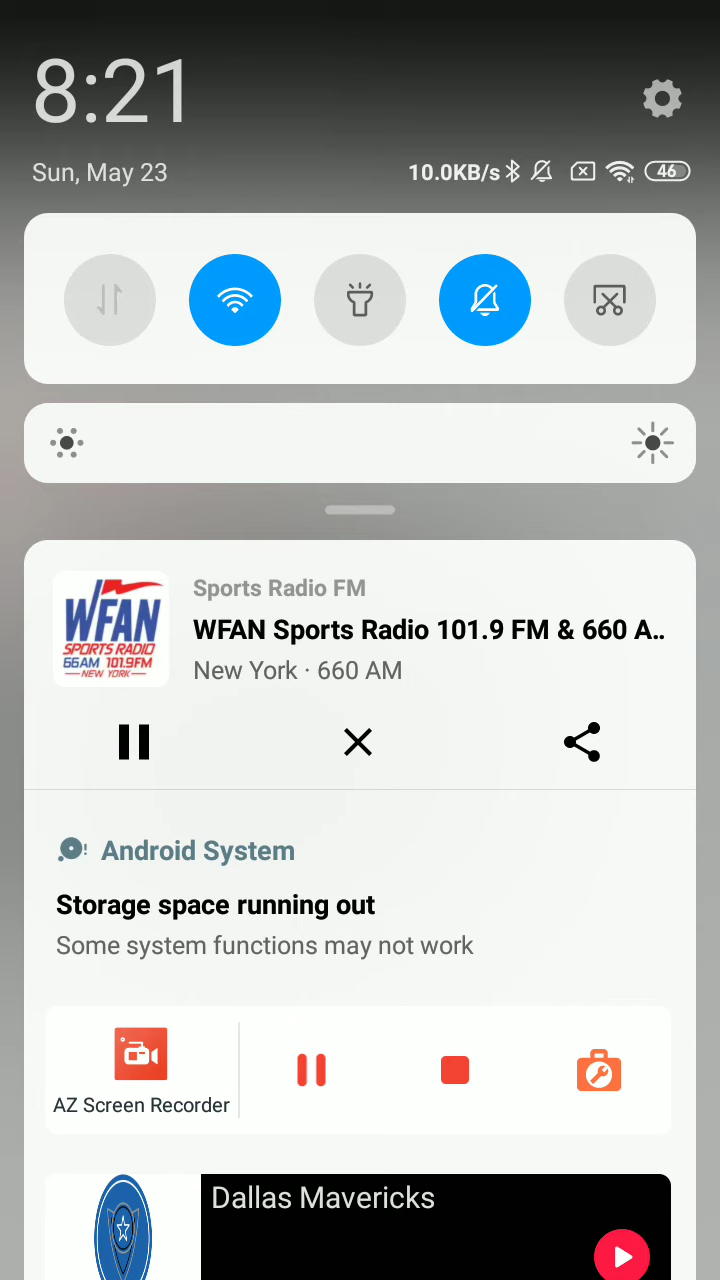 8:21
Sun, May 23
10.0KB/s
46
WFAN
SPORTS RADIO
66AM 101.9FM
NEW YORK
Sports Radio FM
WFAN Sports Radio 101.9 FM & 660 A..
New York · 660 AM
Android System
Storage space running out
Some system functions may not work
AZ Screen Recorder
Dallas Mavericks